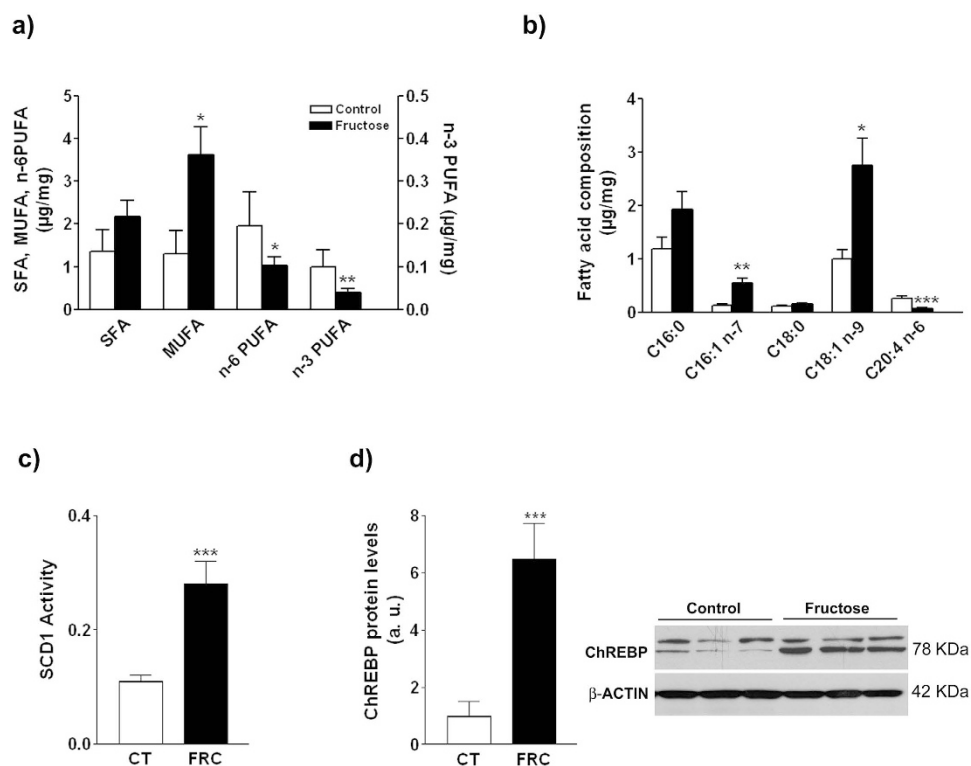 a)
SFA, MUFA, n-6PUFA
(µg/mg)
5
4
3
2
1
0
*
*
**
Control
Fructose
0.5
0.4
0.3
0.2
0.1
0.0
n-3 PUFA (µg/mg)
SFA
MUFA
n-6 PUFA
n-3 PUFA
b)
Fatty acid composition
(µg/mg)
4
3
2
1
0
**
*
***
C16:0
C16:1 n-7
C18:0
C18:1 n-9
C20:4 n-6
c)
SCD1 Activity
0.4
0.2
0.0
***
CT
FRC
d)
ChREBP protein levels
(a. u.)
8
6
4
2
0
***
CT
FRC
Control
Fructose
ChREBP
78 KDa
β-ACTIN
42 KDa